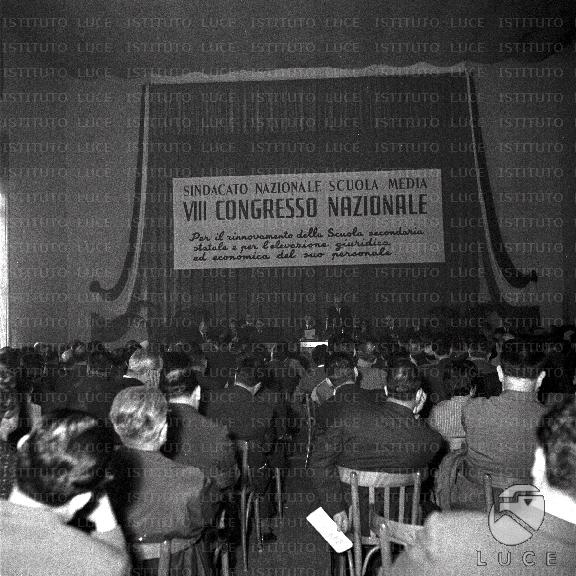 SINDACATO NAZIONALE SCUOLA MEDIA
VIII CONGRESSO NAZIONALE
Per il rinnovamento della Scuola secondaria
statale e per l'elevazione giuridica
ed economica del suo personale
LUCE